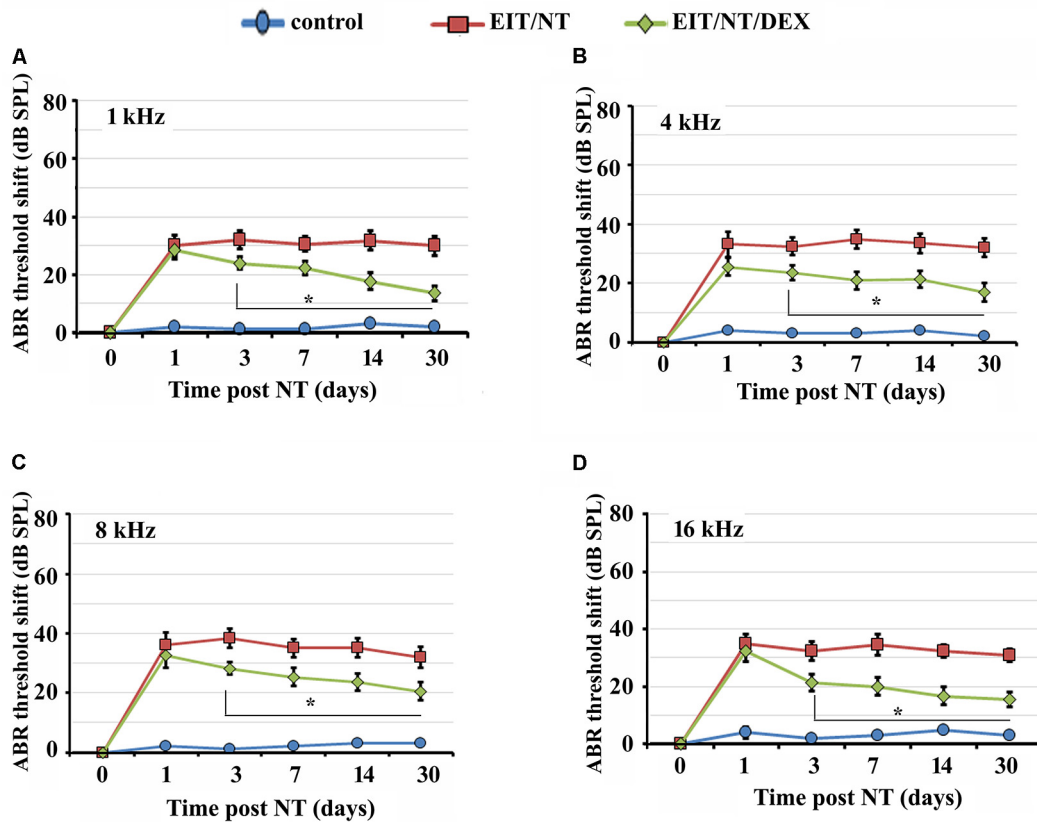 control EIT/NT EIT/NT/DEX
A
ABR threshold shift (dB SPL)
1 kHz
80
60
40
20
0
*
0 1 3 7 14 30
Time post NT (days)
B
ABR threshold shift (dB SPL)
4 kHz
80
60
40
20
0
*
0 1 3 7 14 30
Time post NT (days)
C
ABR threshold shift (dB SPL)
8 kHz
80
60
40
20
0
*
0 1 3 7 14 30
Time post NT (days)
D
ABR threshold shift (dB SPL)
16 kHz
80
60
40
20
0
*
0 1 3 7 14 30
Time post NT (days)